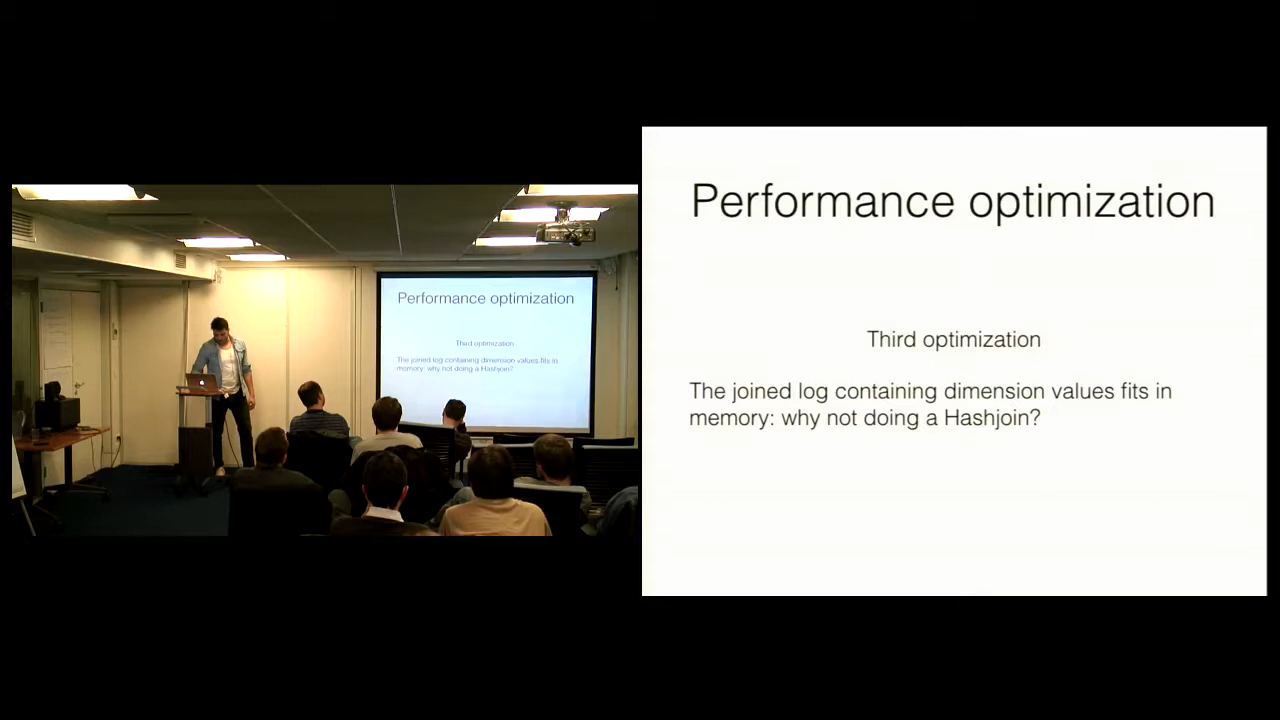 Performance optimization
Third optimization
The joined log containing dimension values fits in
memory: why not doing a Hashjoin?
Performance optimization
Third optimization
The joined log containing dimension values fits in
memory: why not doing a Hashjoin?